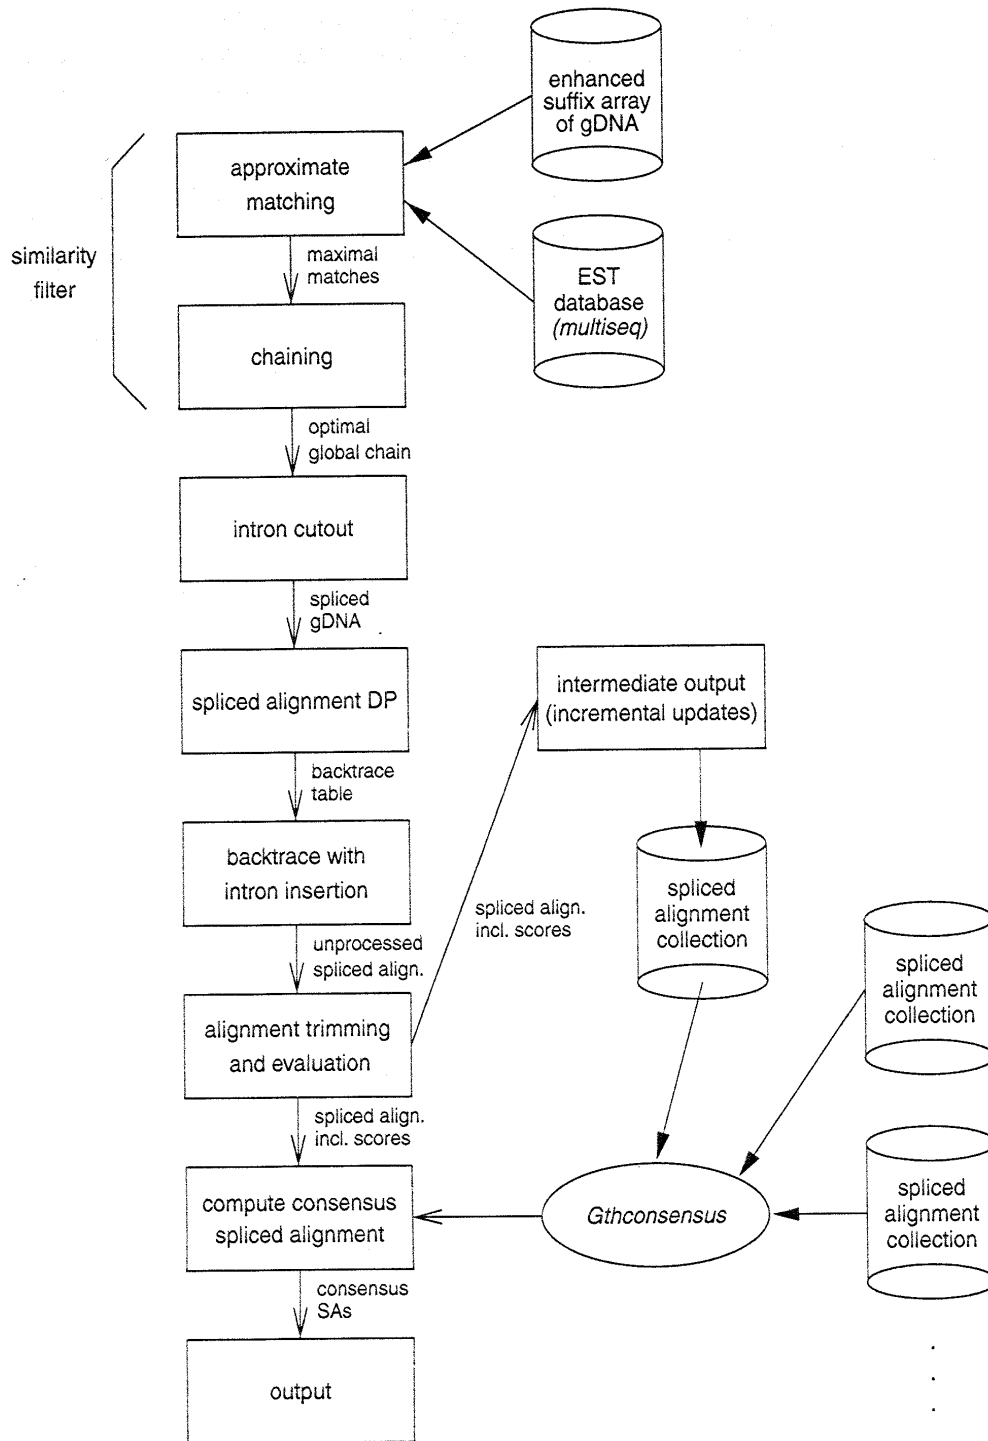 enhanced
suffix array
of gDNA
approximate
matching
similarity
filter
maximal
matches
EST
database
(multiseq)
chaining
optimal
global chain
intron cutout
spliced
gDNA
spliced alignment DP
intermediate output
(incremental updates)
backtrace
table
backtrace with
intron insertion
spliced align.
incl. scores
spliced
alignment
collection
unprocessed
spliced align.
spliced
alignment
collection
alignment trimming
and evaluation
spliced align.
incl. scores
compute consensus
spliced alignment
Gthconsensus
spliced
alignment
collection
consensus
SAs
output